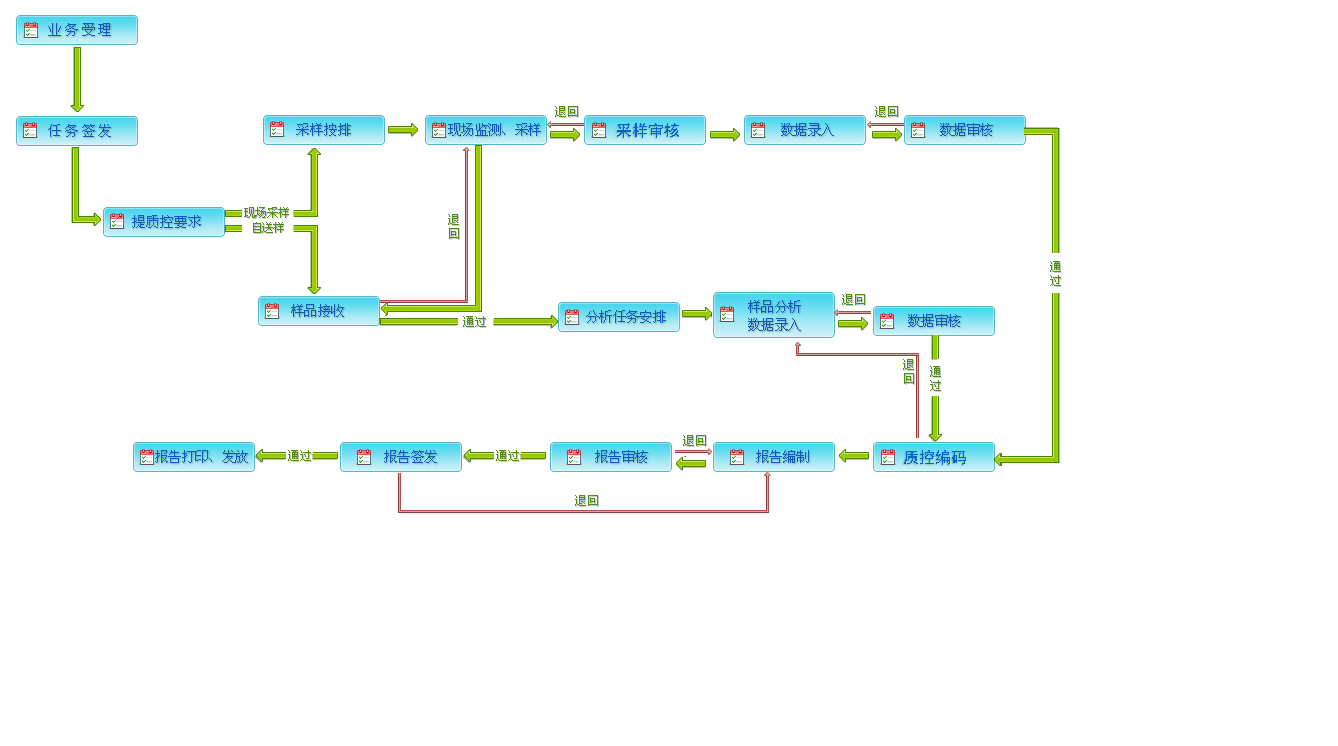 业务受理
任务签发
退回
退回
采样按排
现场监测、采样
采样审核
数据录入
数据审核
提质控要求
现场采样
自送样
退
回
通
过
样品接收
通过
分析任务安排
样品分析
数据录入
退回
数据审核
退
回
通
过
报告打印、发放
通过
报告签发
通过
报告审核
退回
报告编制
质控编码
退回